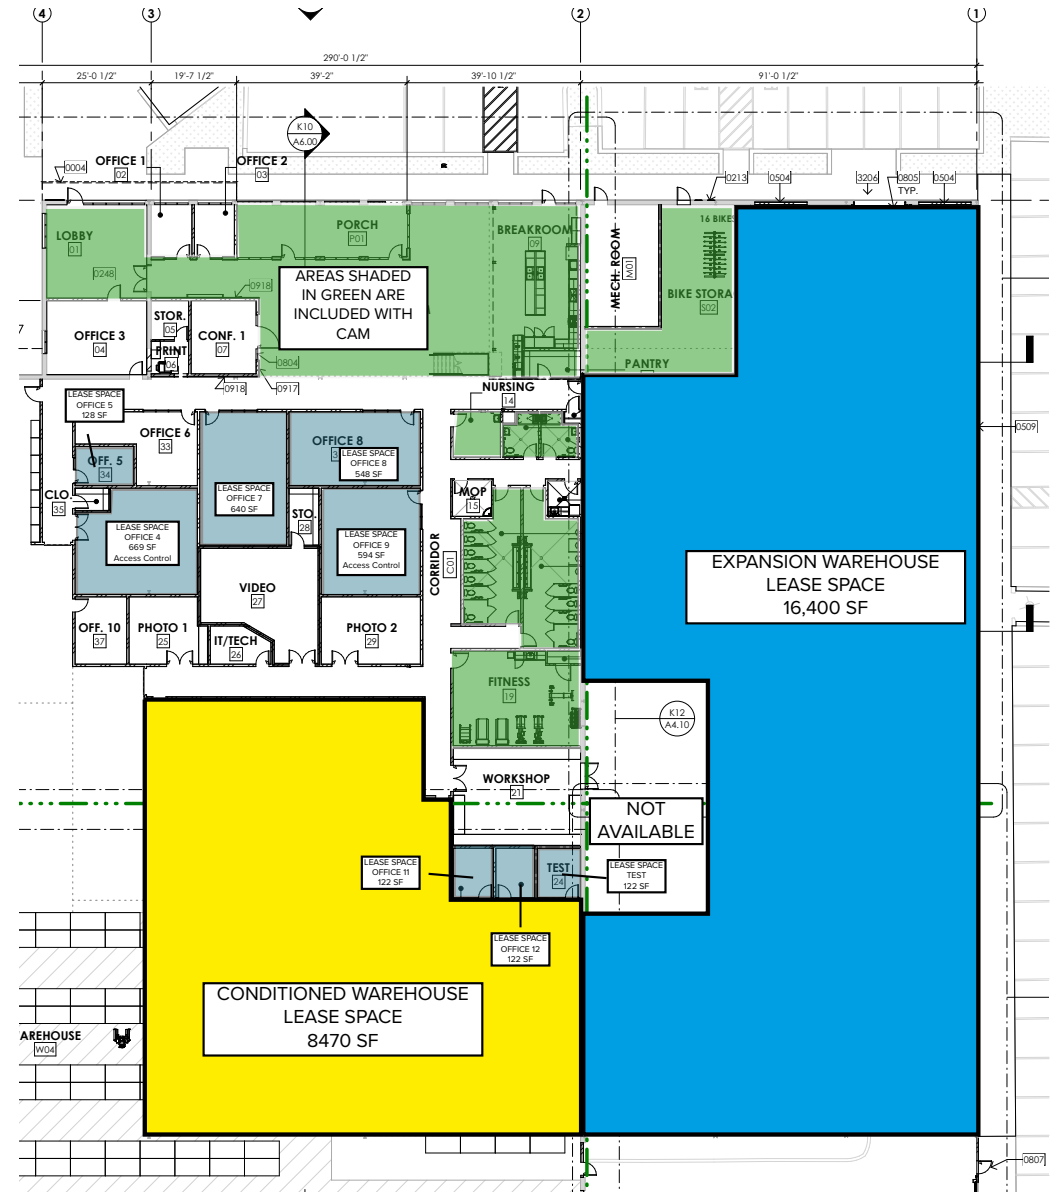 4
3
2
1
290'-0 1/2"
25'-0 1/2"
19'-7 1/2"
39'-2"
39'-10 1/2"
91'-0 1/2"
K10
A6.00
0004
OFFICE 1
02
OFFICE 2
03
0213
0504
3206
0805
TYP.
0504
LOBBY
01
PORCH
P01
BREAKROOM
09
MECH. ROOM
M01
16 BIKES
BIKE STORA
S02
0248
0918
AREAS SHADED
IN GREEN ARE
INCLUDED WITH
CAM
OFFICE 3
04
STOR.
05
PRINT
06
CONF. 1
07
0804
PANTRY
7
0918
0917
NURSING
14
LEASE SPACE
OFFICE 5
128 SF
OFFICE 6
33
OFFICE 8
3
LEASE SPACE
OFFICE 8
548 SF
0509
OFF. 5
34
CLO.
35
LEASE SPACE
OFFICE 7
640 SF
STO.
28
MOP
15
LEASE SPACE
OFFICE 4
669 SF
Access Control
LEASE SPACE
OFFICE 9
594 SF
Access Control
CORRIDOR
C01
EXPANSION WAREHOUSE
LEASE SPACE
16,400 SF
VIDEO
27
OFF. 10
37
PHOTO 1
25
IT/TECH
26
PHOTO 2
29
FITNESS
19
K12
A4.10
WORKSHOP
21
NOT
AVAILABLE
LEASE SPACE
OFFICE 11
122 SF
TEST
24
LEASE SPACE
TEST
122 SF
LEASE SPACE
OFFICE 12
122 SF
CONDITIONED WAREHOUSE
LEASE SPACE
8470 SF
AREHOUSE
W04
0807